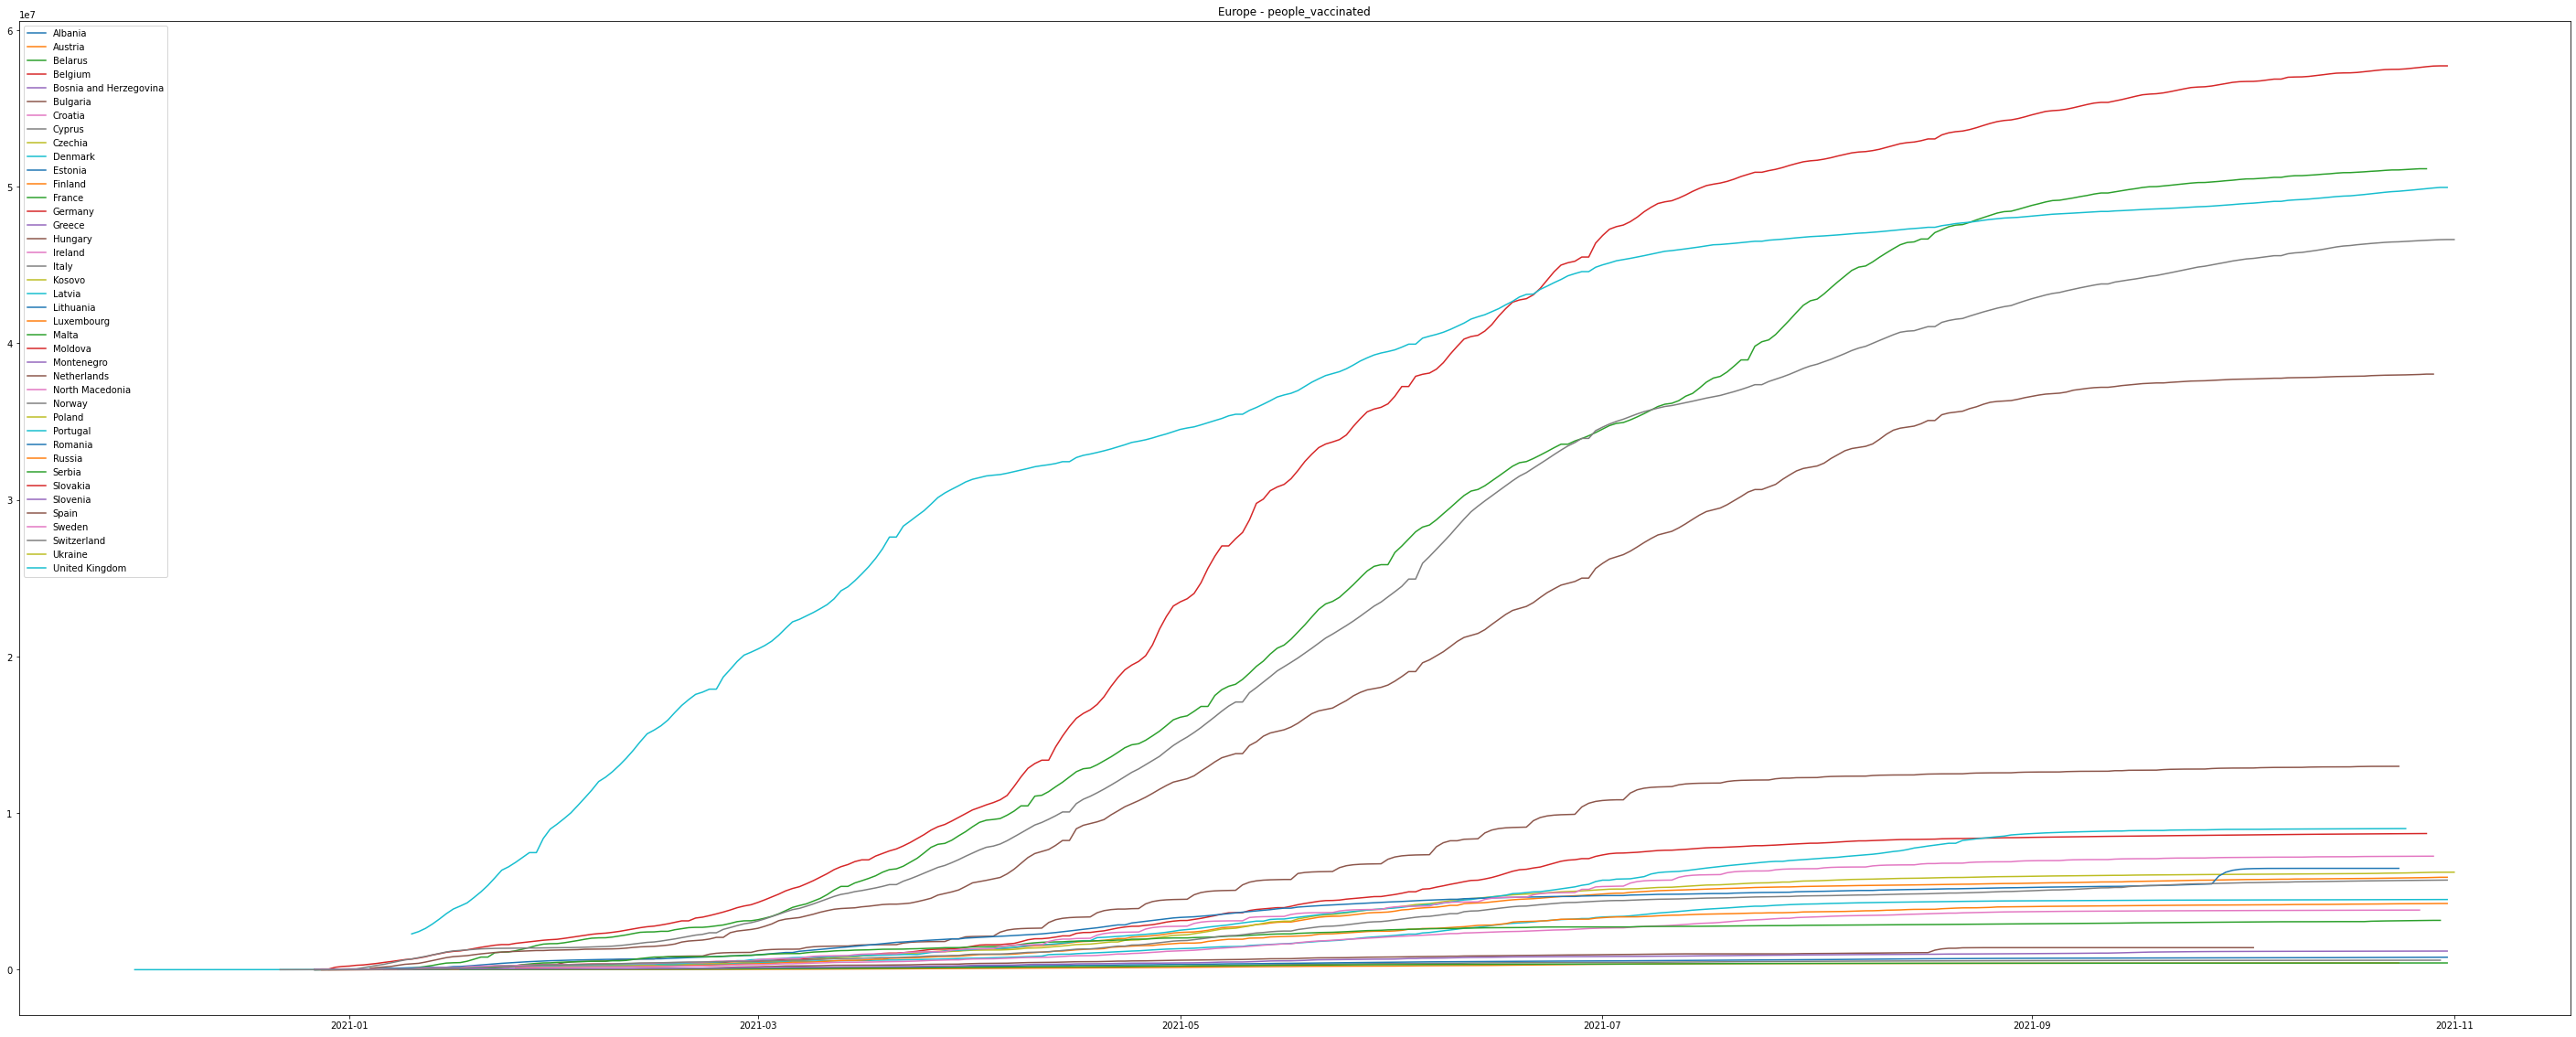 Europe - people_vaccinated
1e7
6
5
4
3
2
1
0
Albania
Austria
Belarus
Belgium
Bosnia and Herzegovina
Bulgaria
Croatia
Cyprus
Czechia
Denmark
Estonia
Finland
France
Germany
Greece
Hungary
Ireland
Italy
Kosovo
Latvia
Lithuania
Luxembourg
Malta
Moldova
Montenegro
Netherlands
North Macedonia
Norway
Poland
Portugal
Romania
Russia
Serbia
Slovakia
Slovenia
Spain
Sweden
Switzerland
Ukraine
United Kingdom
2021-01 2021-03 2021-05 2021-07 2021-09 2021-11